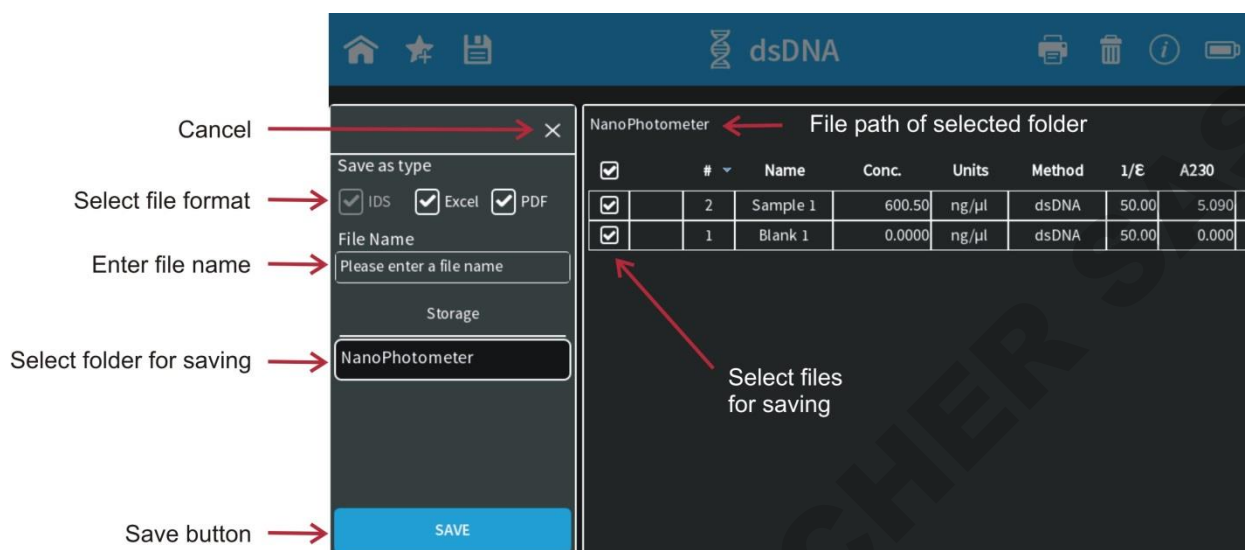 dsDNA
Cancel
NanoPhotometer
File path of selected folder
Save as type
Select file format
IDS Excel PDF
File Name
Enter file name
Please enter a file name
Storage
Select folder for saving
NanoPhotometer
# Name Conc. Units Method 1/ε A230
2 Sample 1 600.50 ng/µl dsDNA 50.00 5.090
1 Blank 1 0.0000 ng/µl dsDNA 50.00 0.000
Select files
for saving
Save button
SAVE
CHER SAS